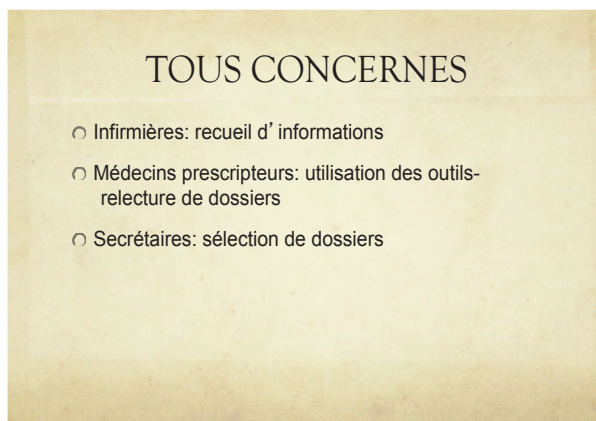 TOUS CONCERNES
Infirmières: recueil d’informations
Médecins prescripteurs: utilisation des outils-
relecture de dossiers
Secrétaires: sélection de dossiers